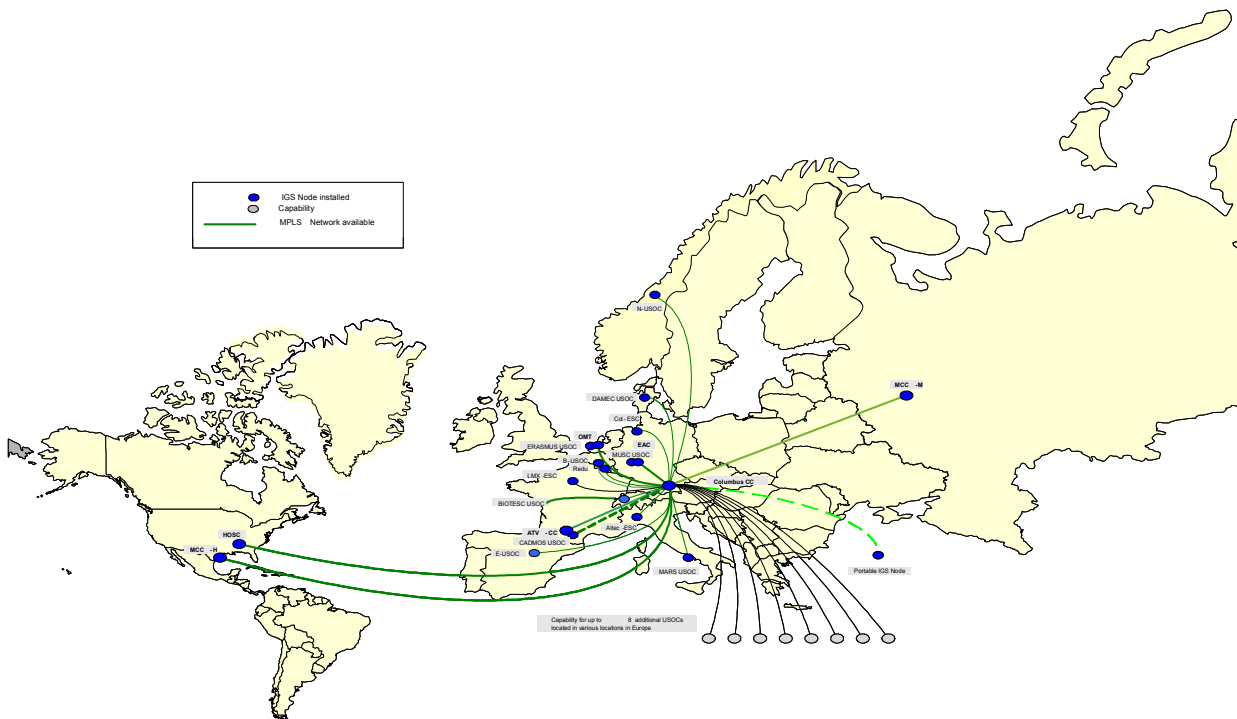 IGS Node installed
Capability
MPLS Network available
N-USOC
MCC -M
DAMEC USOC
Col-ESC
OMT
ERASMUS USOC
EAC
MUSC USOC
B-USOC
Redu
LMX -ESC
Columbus CC
BIOTESC USOC
ATV -CC
CADMOS USOC
Altec -ESC
E-USOC
HOSC
MCC -H
MARS USOC
Portable IGS Node
Capability for up to 8 additional USOCs
located in various locations in Europe